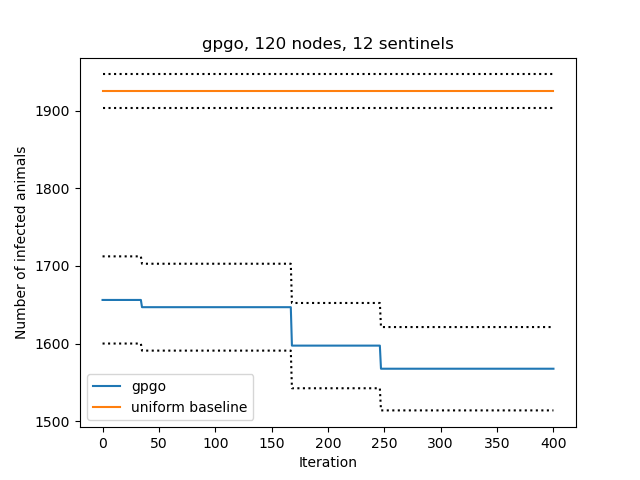 gpgo, 120 nodes, 12 sentinels
Number of infected animals
1900
1800
1700
1600
1500
gpgo
uniform baseline
0 50 100 150 200 250 300 350 400
Iteration